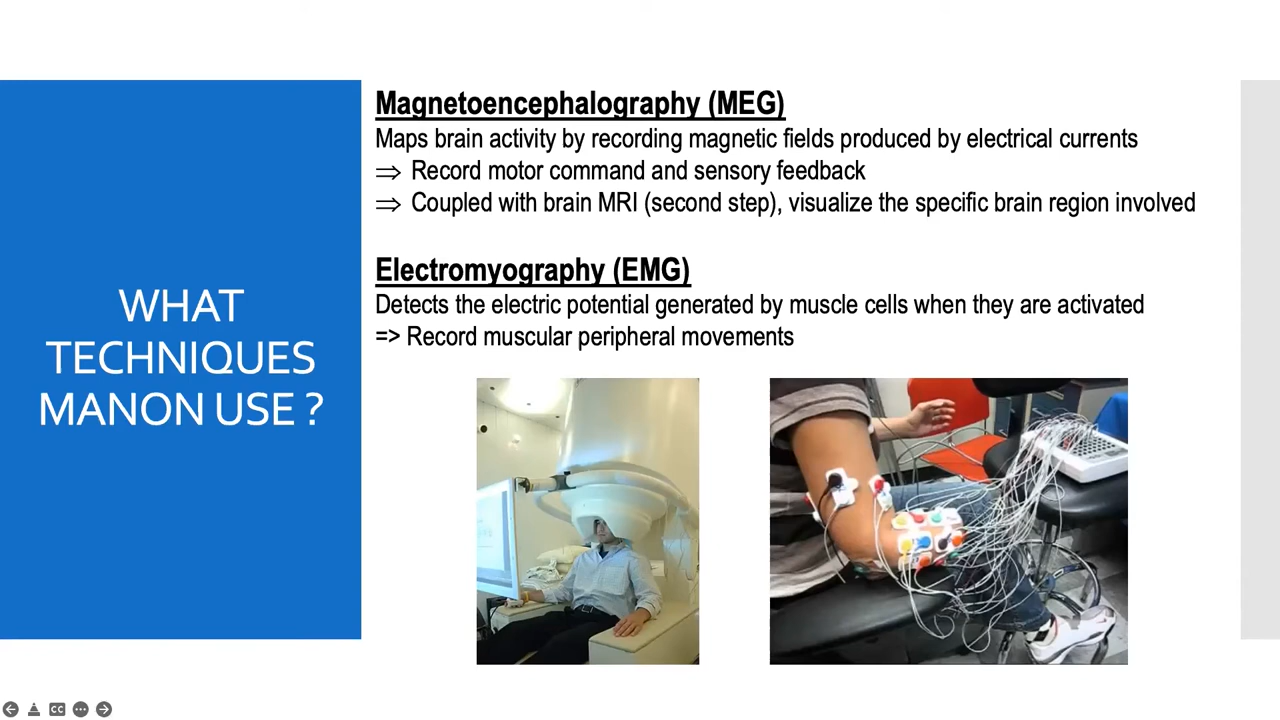 WHAT
TECHNIQUES
MANON USE ?
Magnetoencephalography (MEG)
Maps brain activity by recording magnetic fields produced by electrical currents
⇒ Record motor command and sensory feedback
⇒ Coupled with brain MRI (second step), visualize the specific brain region involved
Electromyography (EMG)
Detects the electric potential generated by muscle cells when they are activated
=> Record muscular peripheral movements
CC